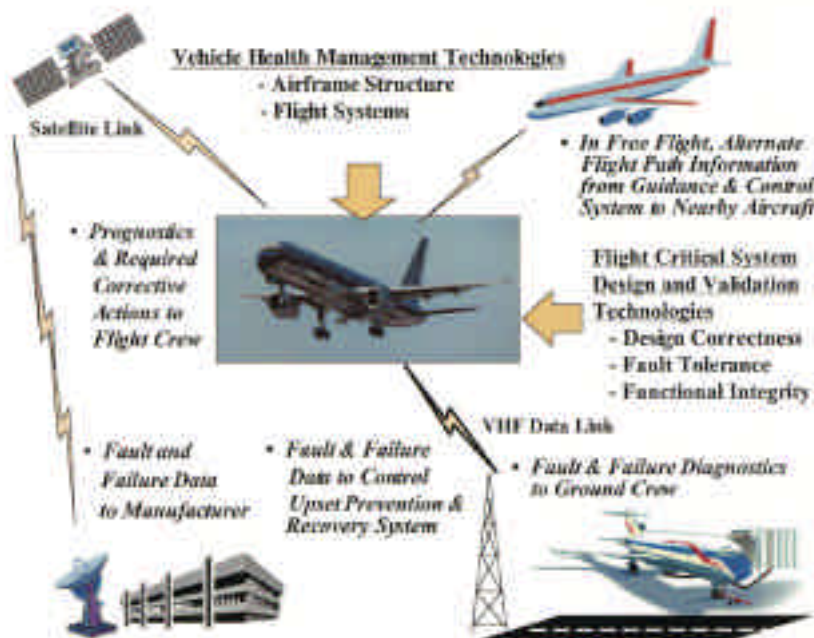 Vehicle Health Management Technologies
- Airframe Structure
- Flight Systems
Satellite Link
• In Free Flight, Alternate
Flight Path Information
from Guidance & Control
System to Nearby Aircraft
• Prognostics
& Required
Corrective
Actions to
Flight Crew
Flight Critical System
Design and Validation
Technologies
- Design Correctness
- Fault Tolerance
- Functional Integrity
VHF Data Link
• Fault and
Failure Data
to Manufacturer
• Fault & Failure
Data to Control
Upset Prevention &
Recovery System
• Fault & Failure Diagnostics
to Ground Crew